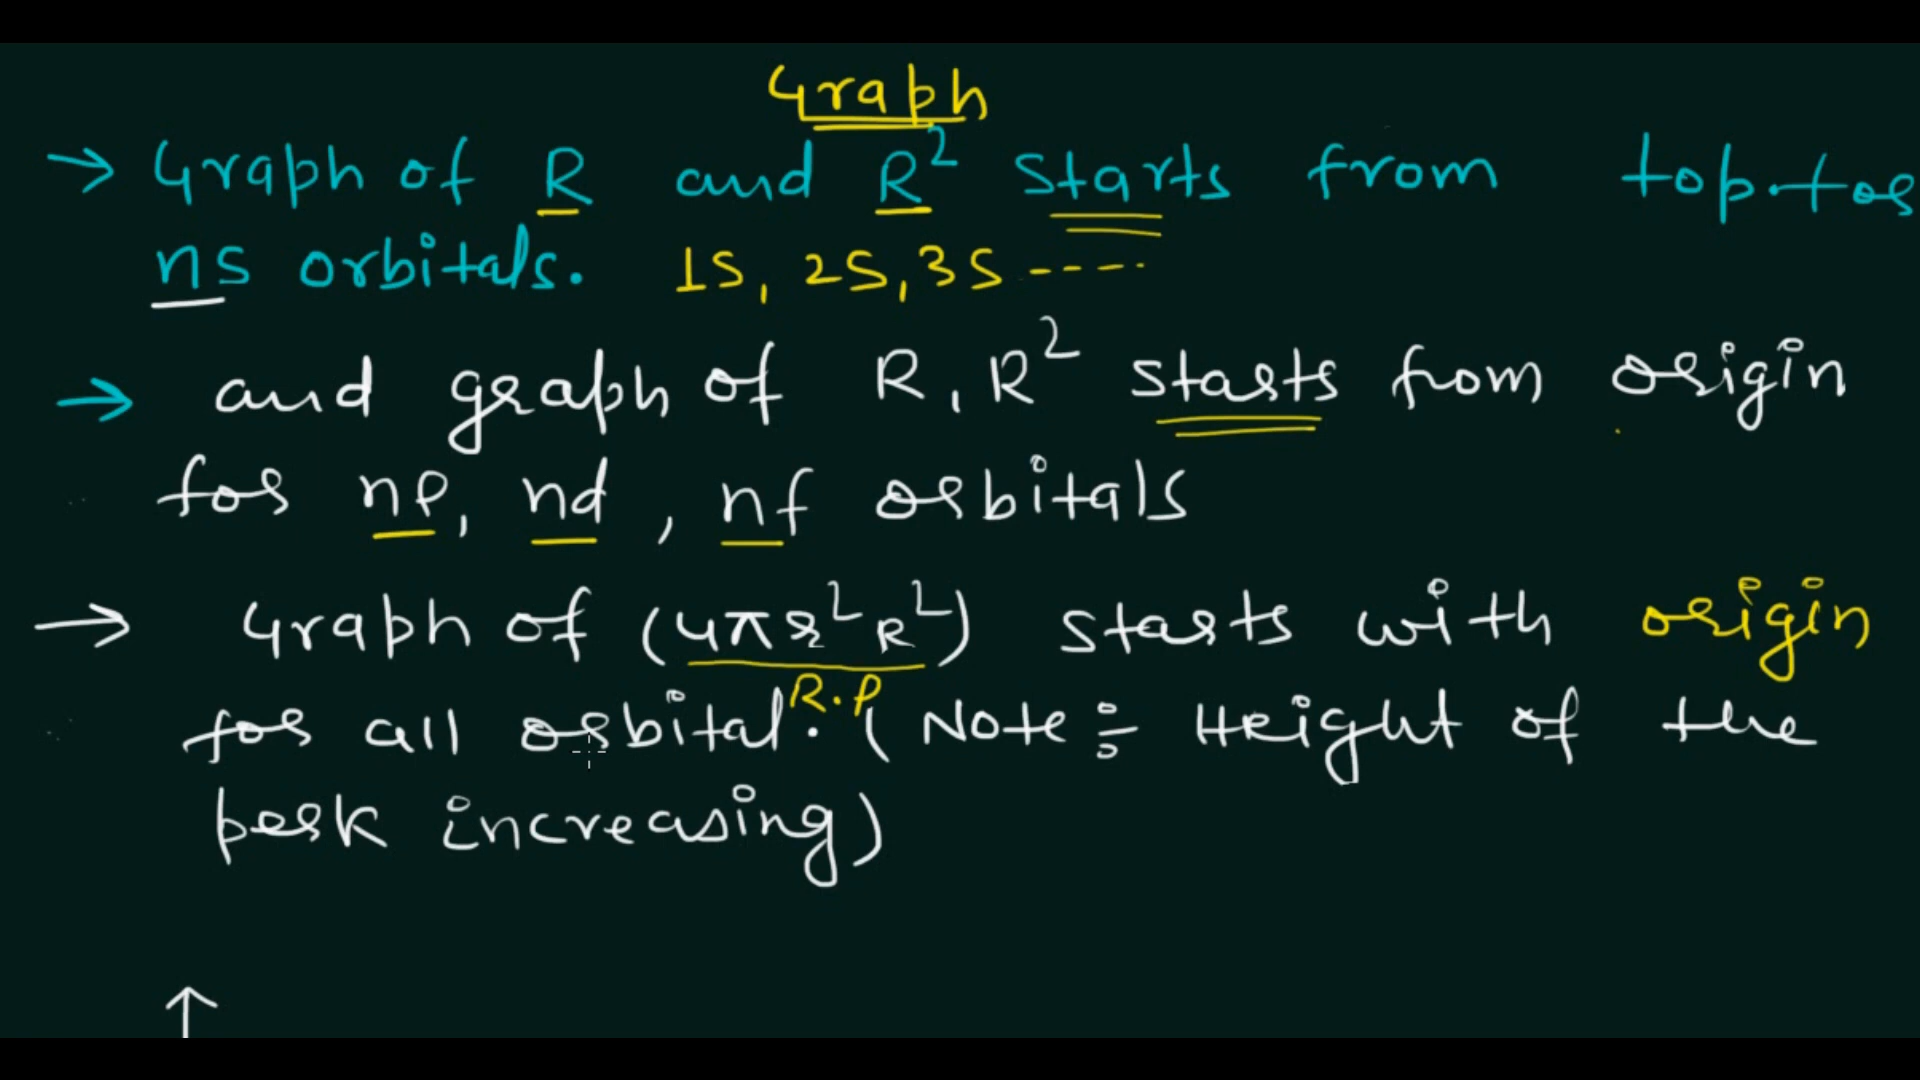 Graph
→ Graph of R and R² starts from top.for
ns orbitals. 1S, 2S, 3S -----
→ and graph of R, R² starts from origin
for np, nd, nf orbitals
→ Graph of (4πr²R²) starts with origin
R.P
for all orbital. (Note:- Height of the
peak increasing)